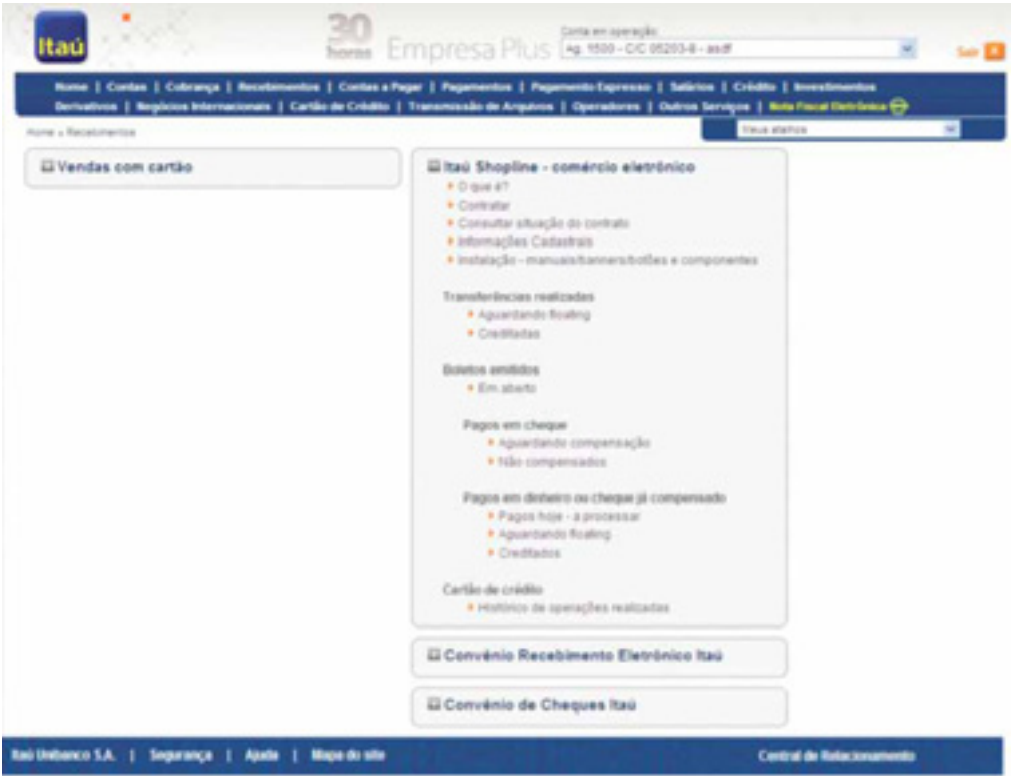 Itaú
30
horas
Empresa Plus
Conta em operação:
Ag. 1500 - C/C 05203-8 - asdf
Sair
Home | Contas | Cobrança | Recebimentos | Contas a Pagar | Pagamentos | Pagamento Expresso | Salários | Crédito | Investimentos
Derivativos | Negócios Internacionais | Cartão de Crédito | Transmissão de Arquivos | Operadores | Outros Serviços | Nota Fiscal Eletrônica
Home » Recebimentos
Meus atalhos
Vendas com cartão
Itaú Shopline - comércio eletrônico
O que é?
Contratar
Consultar situação do contrato
Informações Cadastrais
Instalação - manuais/banners/botões e componentes
Transferências realizadas
Aguardando floating
Creditadas
Boletos emitidos
Em aberto
Pagos em cheque
Aguardando compensação
Não compensados
Pagos em dinheiro ou cheque já compensado
Pagos hoje - a processar
Aguardando floating
Creditados
Cartão de crédito
Histórico de operações realizadas
Convênio Recebimento Eletrônico Itaú
Convênio de Cheques Itaú
Itaú Unibanco S.A. | Segurança | Ajuda | Mapa do site
Central de Relacionamento